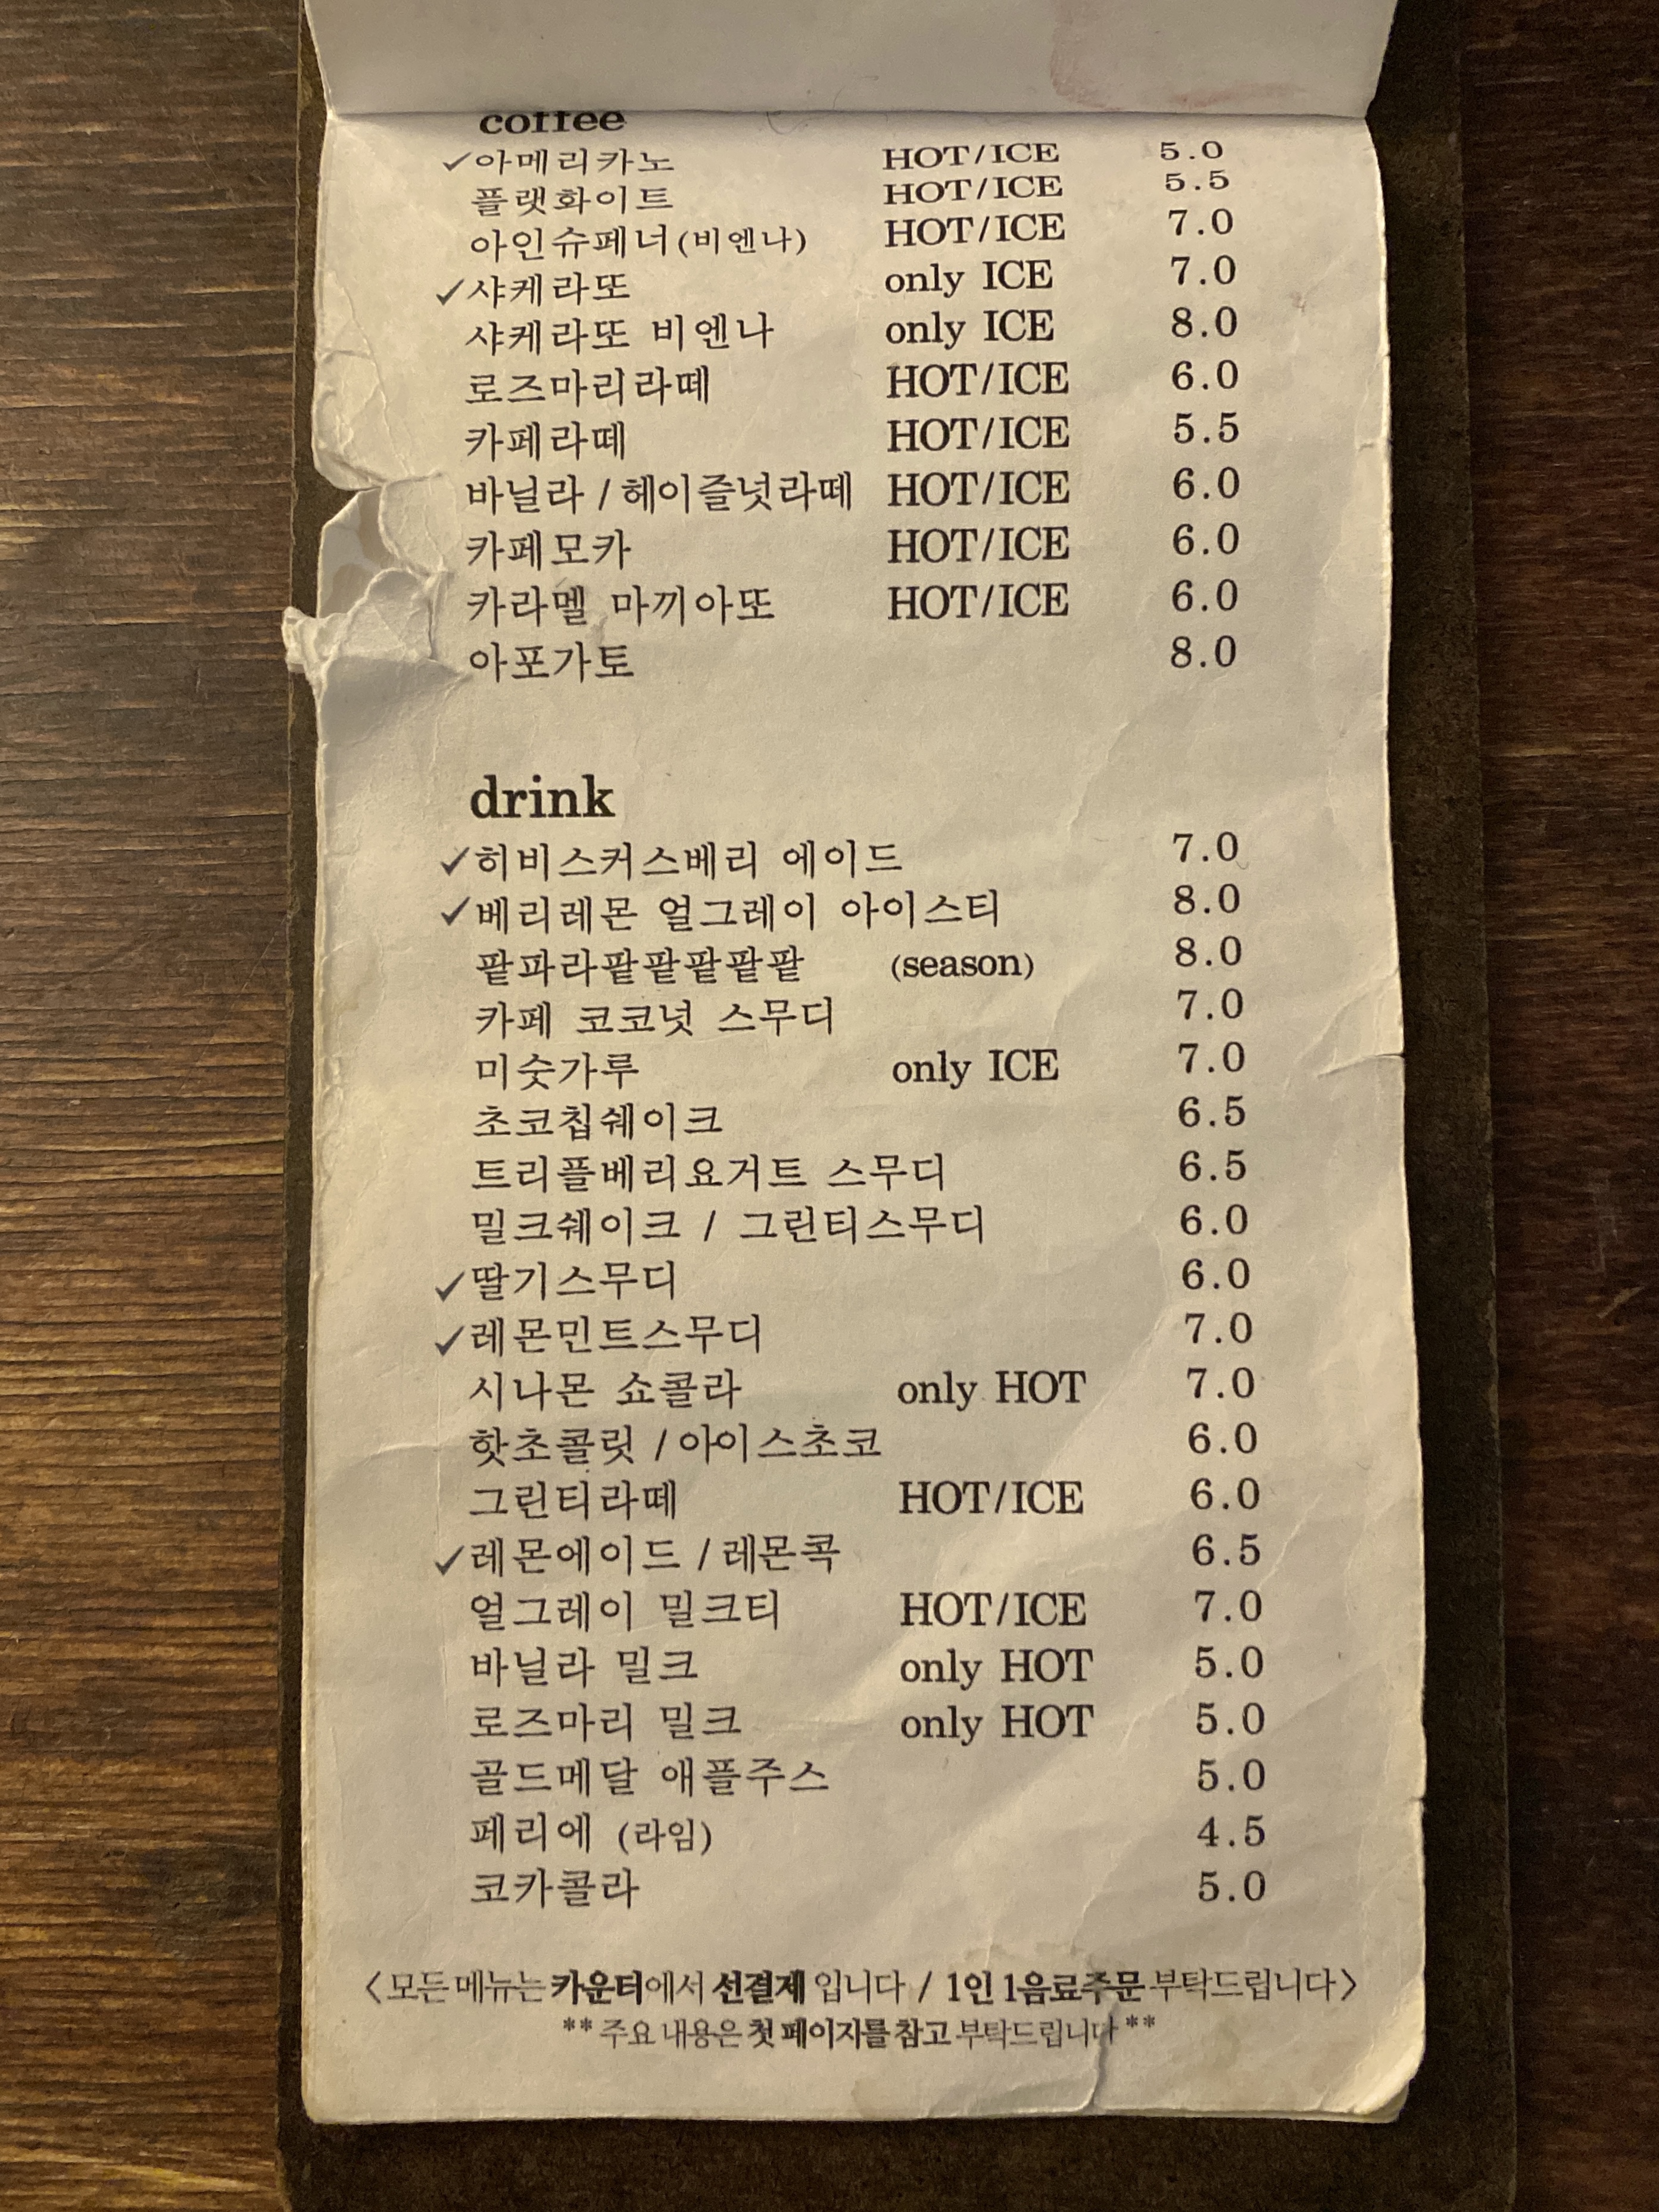 coffee
✓아메리카노 HOT/ICE 5.0
플랫화이트 HOT/ICE 5.5
아인슈페너(비엔나) HOT/ICE 7.0
✓샤케라또 only ICE 7.0
샤케라또 비엔나 only ICE 8.0
로즈마리라떼 HOT/ICE 6.0
카페라떼 HOT/ICE 5.5
바닐라 / 헤이즐넛라떼 HOT/ICE 6.0
카페모카 HOT/ICE 6.0
카라멜 마끼아또 HOT/ICE 6.0
아포가토 8.0
drink
✓히비스커스베리 에이드 7.0
✓베리레몬 얼그레이 아이스티 8.0
팥파라팥팥팥팥팥 (season) 8.0
카페 코코넛 스무디 7.0
미숫가루 only ICE 7.0
초코칩쉐이크 6.5
트리플베리요거트 스무디 6.5
밀크쉐이크 / 그린티스무디 6.0
✓딸기스무디 6.0
✓레몬민트스무디 7.0
시나몬 쇼콜라 only HOT 7.0
핫초콜릿 / 아이스초코 6.0
그린티라떼 HOT/ICE 6.0
✓레몬에이드 / 레몬콕 6.5
얼그레이 밀크티 HOT/ICE 7.0
바닐라 밀크 only HOT 5.0
로즈마리 밀크 only HOT 5.0
골드메달 애플주스 5.0
페리에 (라임) 4.5
코카콜라 5.0
<모든 메뉴는 카운터에서 선결제 입니다 / 1인 1음료주문 부탁드립니다>
** 주요 내용은 첫 페이지를 참고 부탁드립니다 **